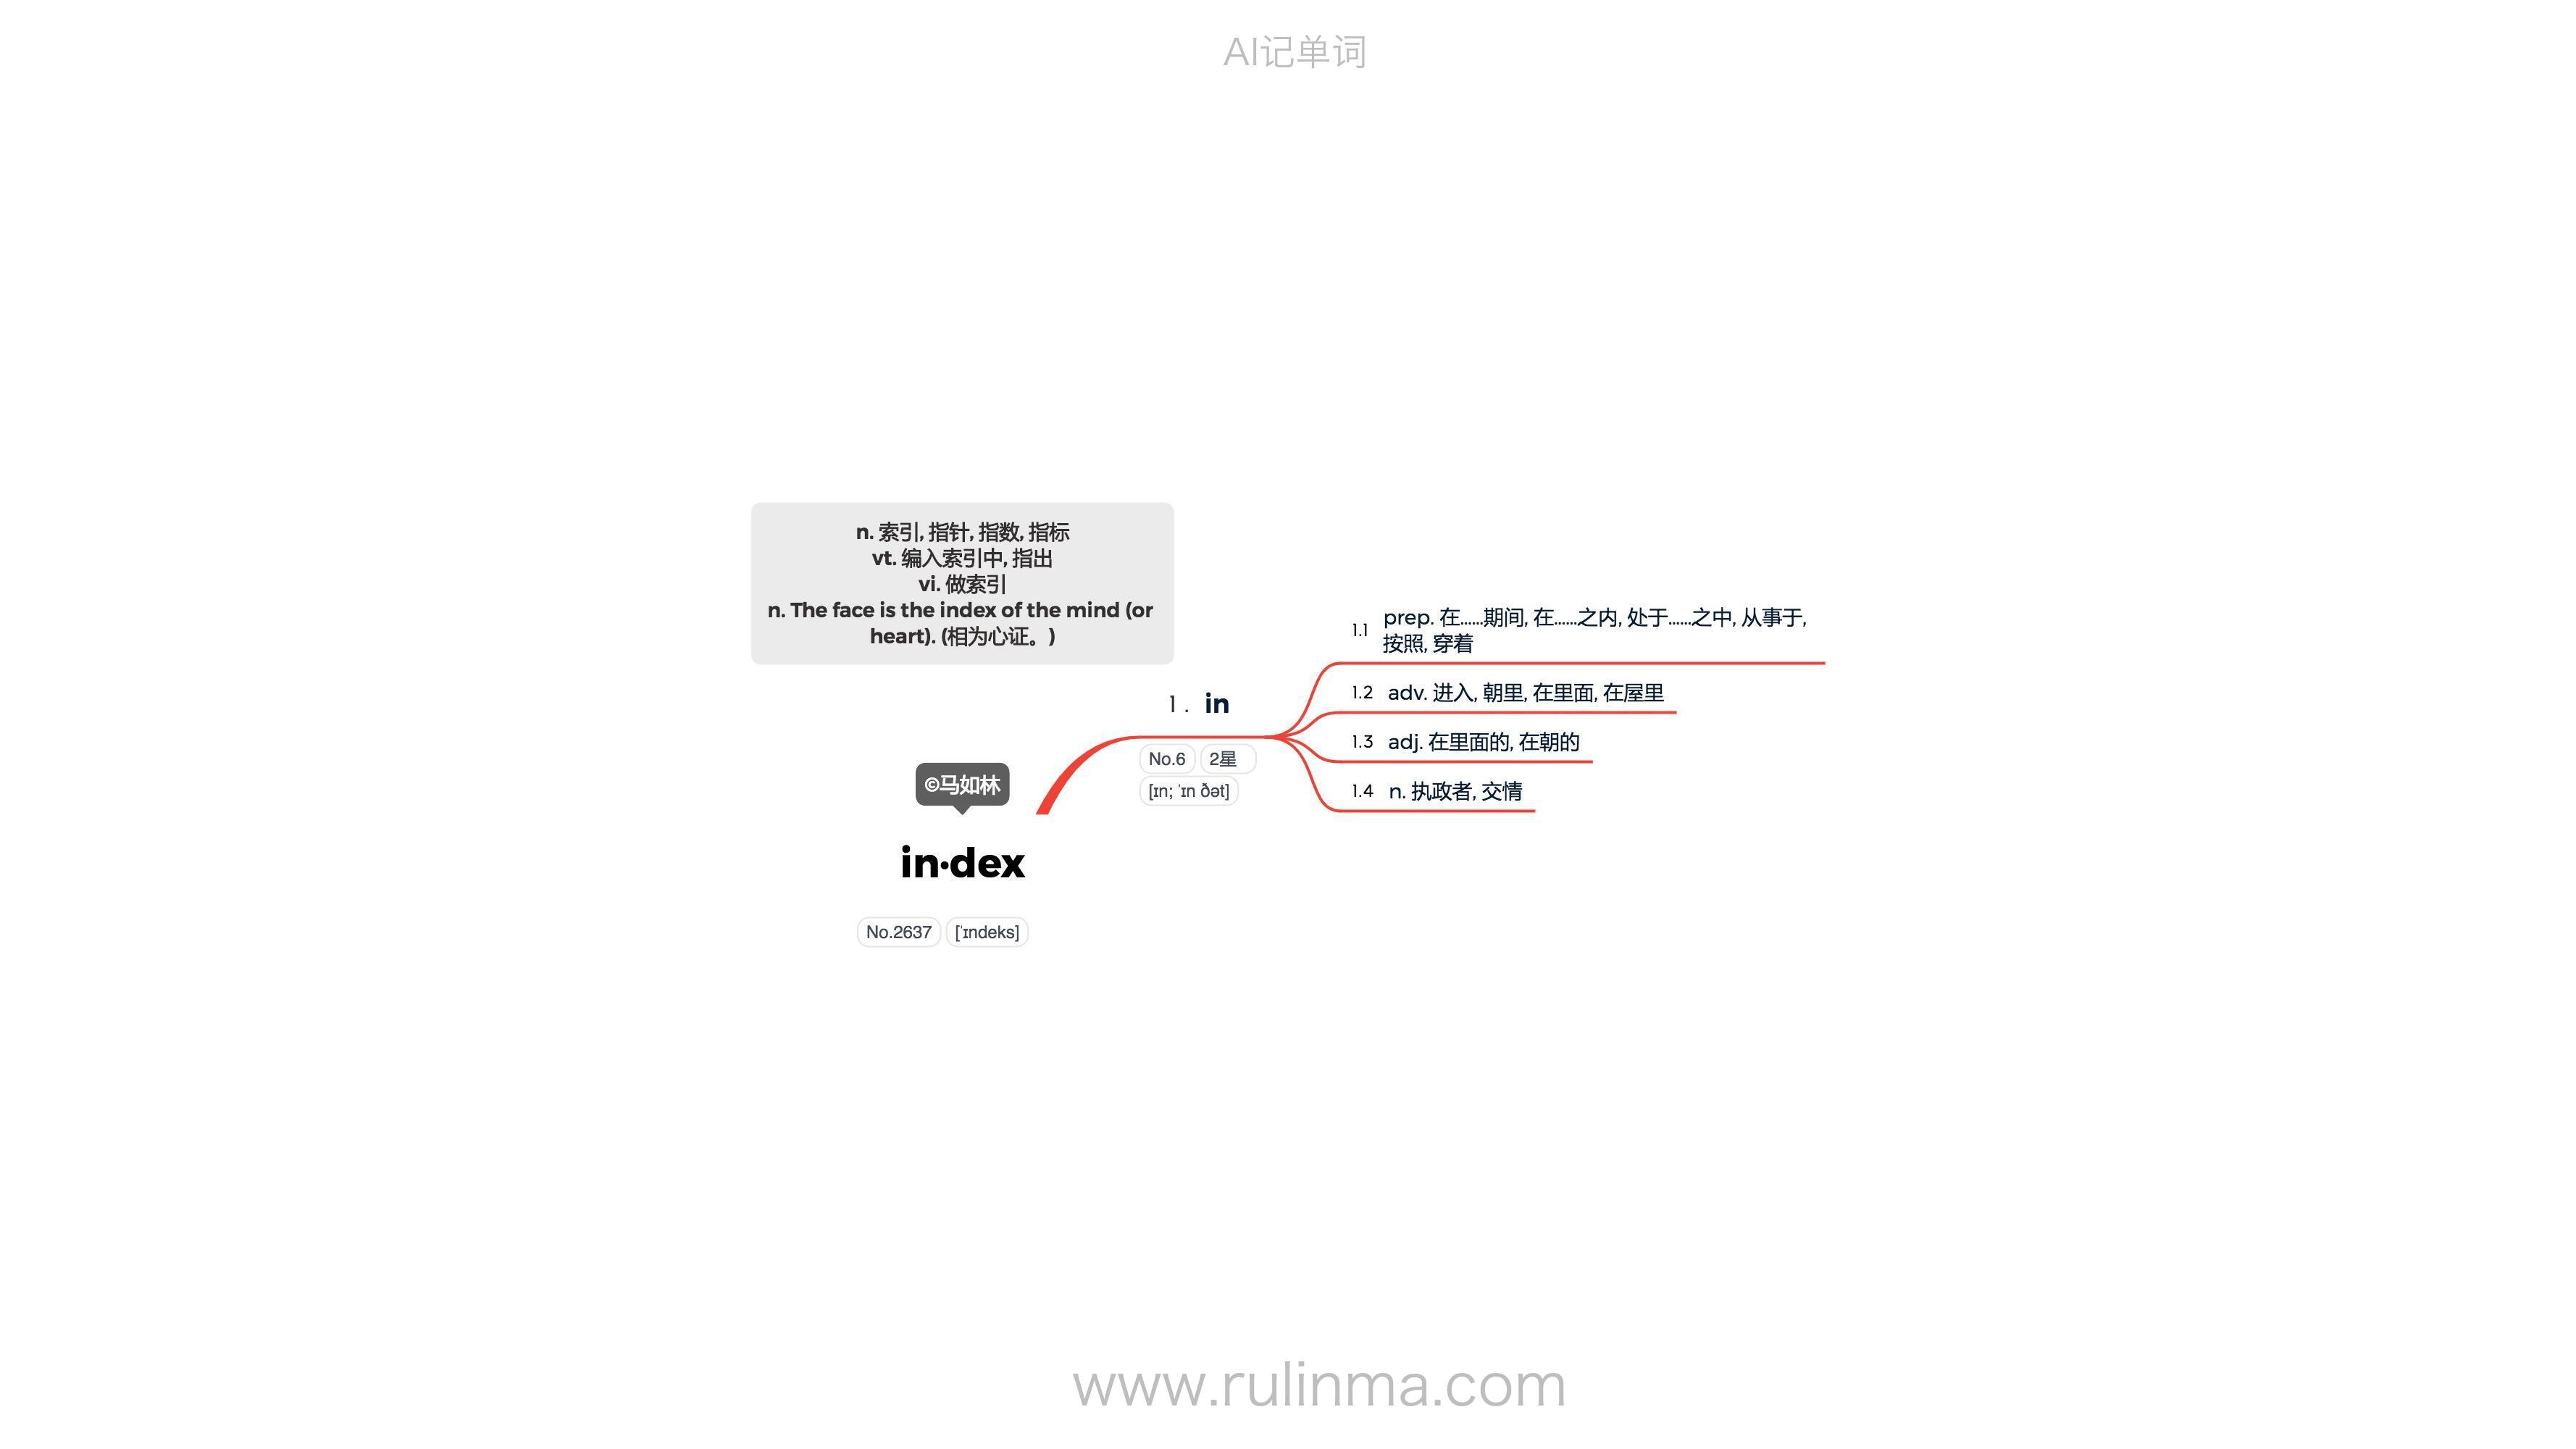 AI记单词
n. 索引, 指针, 指数, 指标
vt. 编入索引中, 指出
vi. 做索引
n. The face is the index of the mind (or
heart). (相为心证。)
1.1 prep. 在……期间, 在……之内, 处于……之中, 从事于,
按照, 穿着
1. in
1.2 adv. 进入, 朝里, 在里面, 在屋里
1.3 adj. 在里面的, 在朝的
No.6 2星
[ɪn; ˈɪn ðət]
1.4 n. 执政者, 交情
©马如林
in·dex
No.2637 [ˈɪndeks]
www.rulinma.com